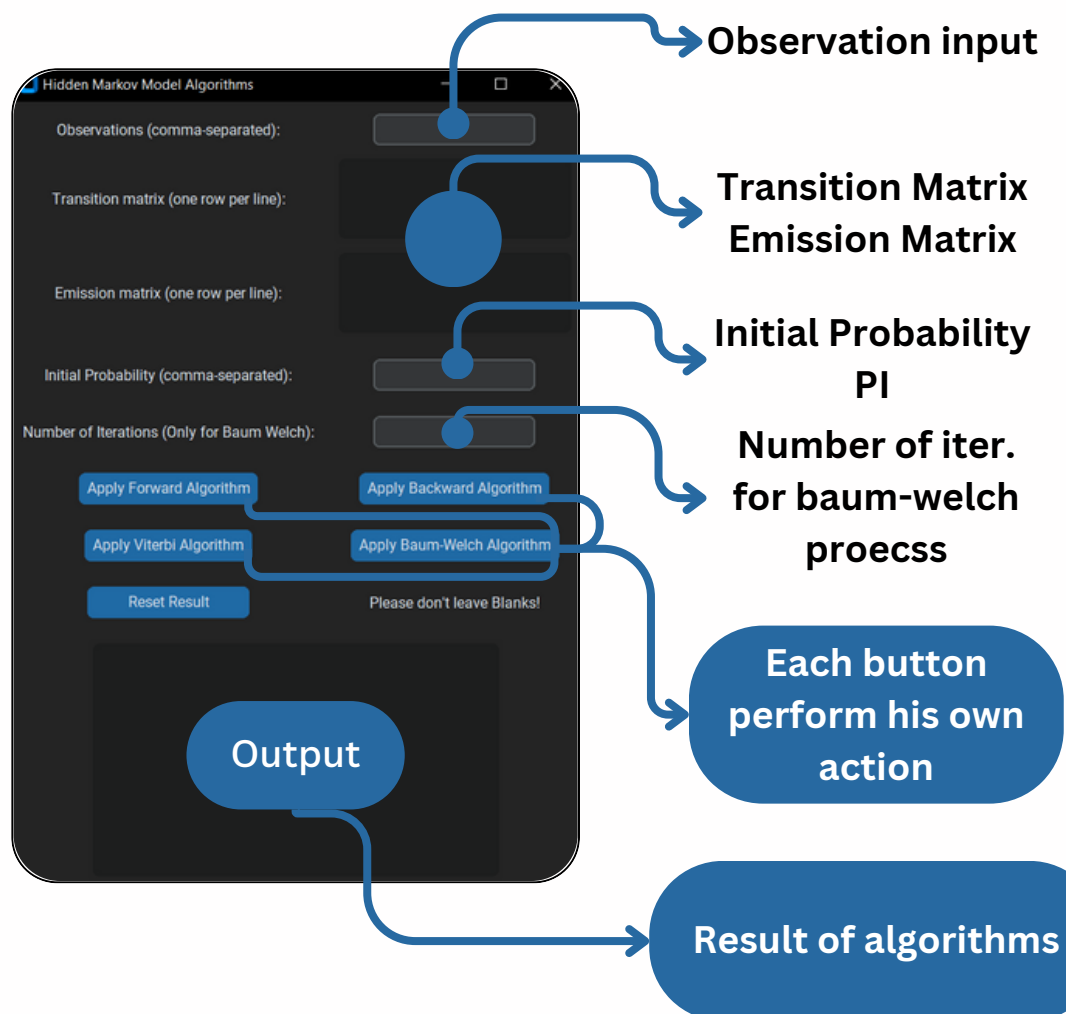 Observation input
Hidden Markov Model Algorithms
Observations (comma-separated):
Transition matrix (one row per line):
Transition Matrix
Emission Matrix
Emission matrix (one row per line):
Initial Probability
PI
Initial Probability (comma-separated):
Number of Iterations (Only for Baum Welch):
Number of iter.
for baum-welch
proecss
Apply Forward Algorithm
Apply Backward Algorithm
Apply Viterbi Algorithm
Apply Baum-Welch Algorithm
Reset Result
Please don't leave Blanks!
Each button
perform his own
action
Output
Result of algorithms